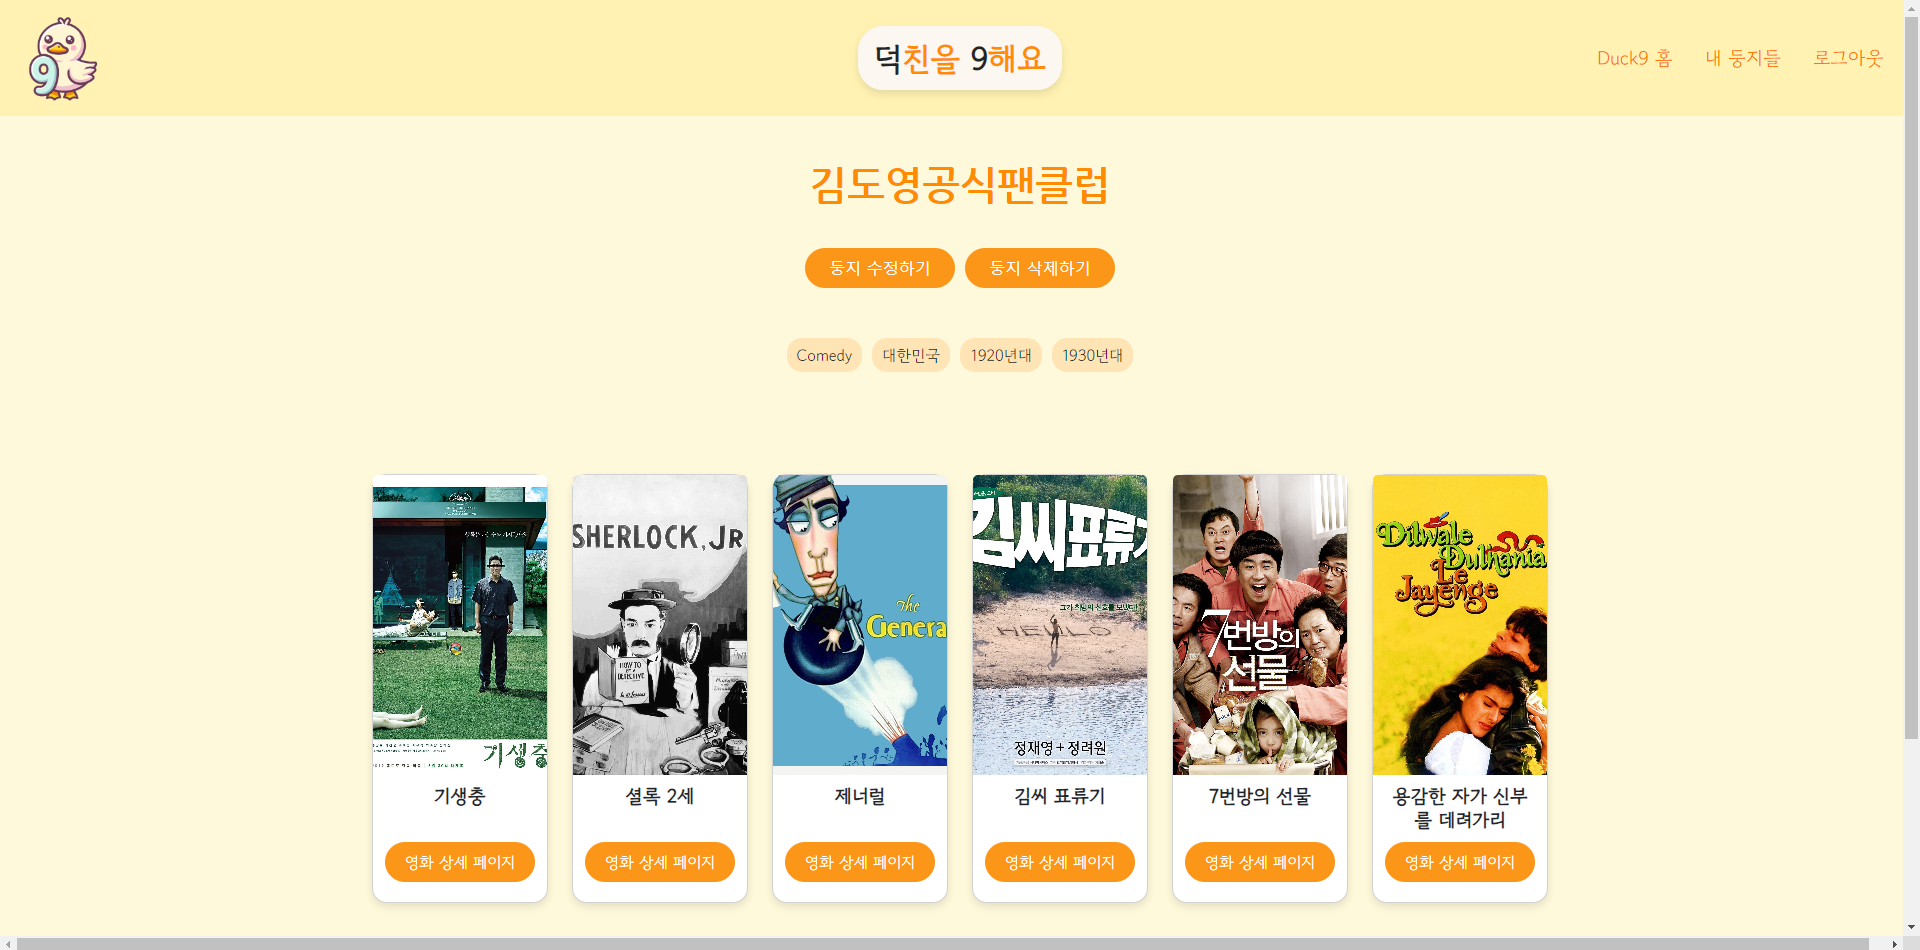 9
덕친을 9해요
Duck9 홈
내 둥지들
로그아웃
김도영공식팬클럽
둥지 수정하기
둥지 삭제하기
Comedy
대한민국
1920년대
1930년대
기생충
SHERLOCK, JR
HOW TO
DETECTIVE
The
Genera
김씨표류기
HELLO
정재영+정려원
7번방의
선물
Dilwale
Dulhania
Le
Jayenge
기생충
셜록 2세
제너럴
김씨 표류기
7번방의 선물
용감한 자가 신부
를 데려가리
영화 상세 페이지
영화 상세 페이지
영화 상세 페이지
영화 상세 페이지
영화 상세 페이지
영화 상세 페이지